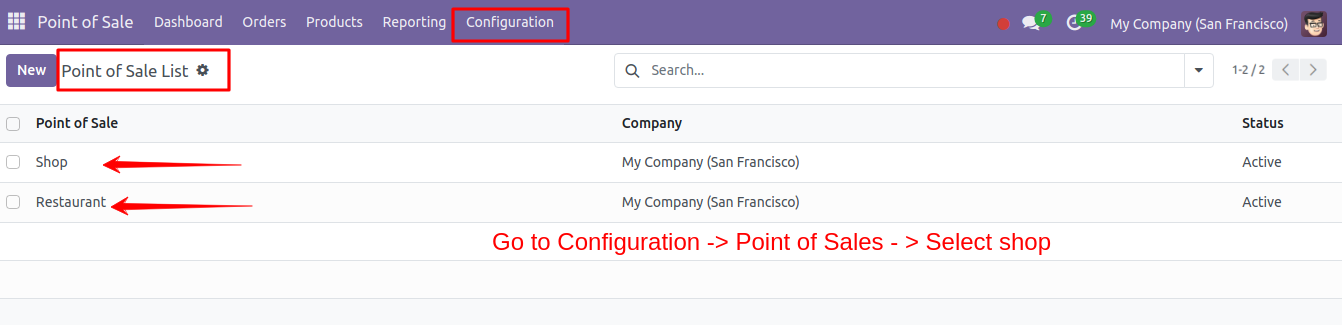 Point of Sale Dashboard Orders Products Reporting Configuration 7 39 My Company (San Francisco)
New Point of Sale List Search... 1-2 / 2
Point of Sale Company Status
Shop My Company (San Francisco) Active
Restaurant My Company (San Francisco) Active
Go to Configuration -> Point of Sales - > Select shop